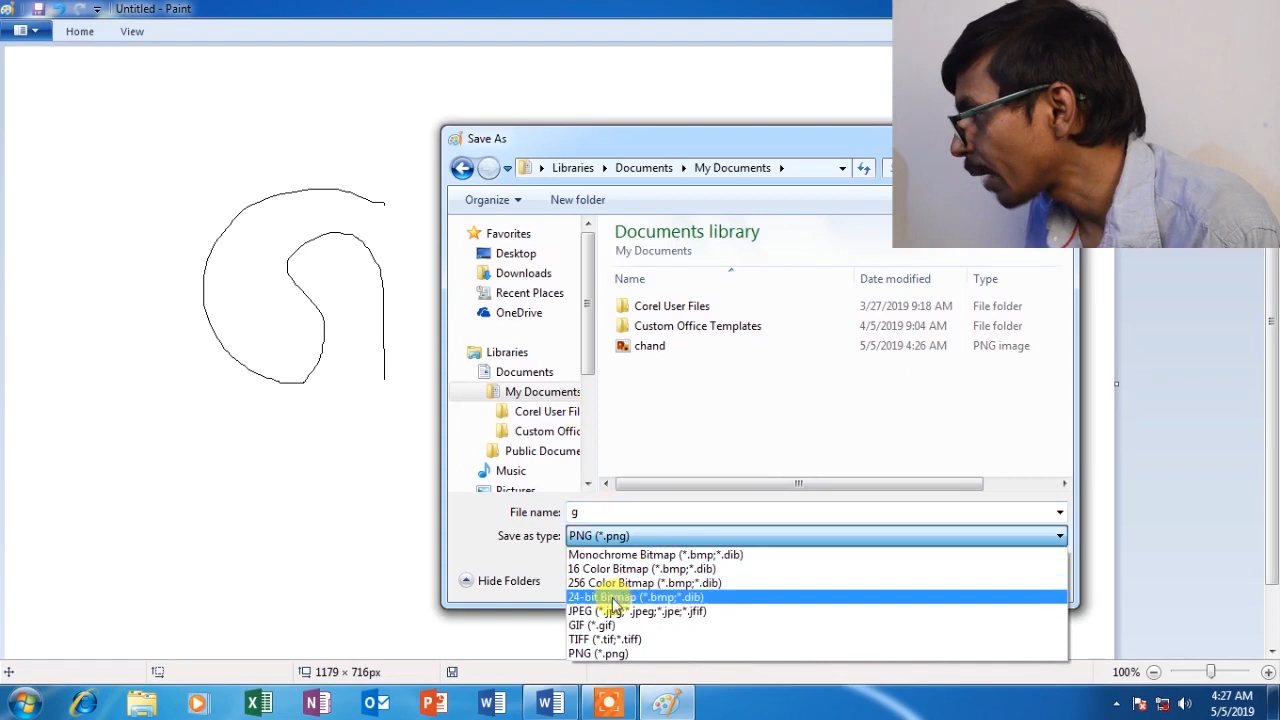 Untitled - Paint
Home
View
Save As
Libraries
Documents
My Documents
Organize
New folder
Favorites
Desktop
Downloads
Recent Places
OneDrive
Libraries
Documents
My Documents
Corel User Fil
Custom Offic
Public Docume
Music
Pictures
Documents library
My Documents
Name
Date modified
Type
Corel User Files
3/27/2019 9:18 AM
File folder
Custom Office Templates
4/5/2019 9:04 AM
File folder
chand
5/5/2019 4:26 AM
PNG image
File name:
g
Save as type:
PNG (*.png)
Monochrome Bitmap (*.bmp;*.dib)
16 Color Bitmap (*.bmp;*.dib)
256 Color Bitmap (*.bmp;*.dib)
24-bit Bitmap (*.bmp;*.dib)
JPEG (*.jpg;*.jpeg;*.jpe;*.jfif)
GIF (*.gif)
TIFF (*.tif;*.tiff)
PNG (*.png)
Hide Folders
1179 × 716px
100%
4:27 AM
5/5/2019